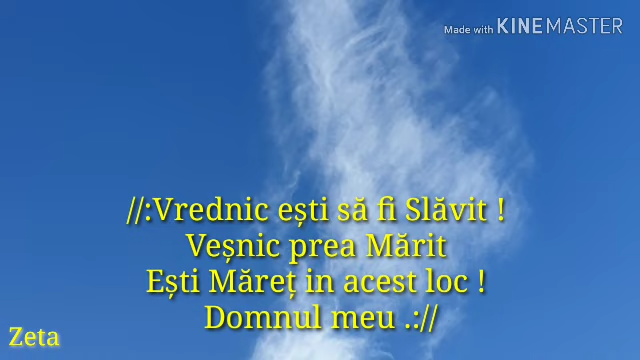 Made with KINEMASTER
//:Vrednic ești să fi Slăvit !
Veșnic prea Mărit
Ești Măreț in acest loc !
Domnul meu .://
Zeta